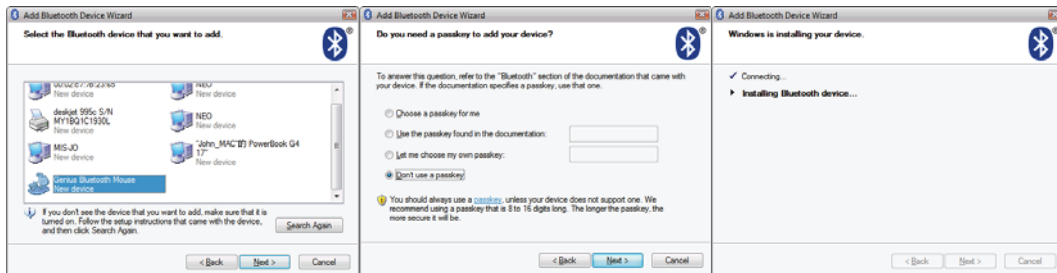 Add Bluetooth Device Wizard
Select the Bluetooth device that you want to add.
New device
NEO
New device
deskjet 995c S/N
MY1BQ1C1930L
New device
NEO
New device
MIS-JO
New device
"John_MAC"的 PowerBook G4
17"
New device
Genius Bluetooth Mouse
New device
If you don't see the device that you want to add, make sure that it is
turned on. Follow the setup instructions that came with the device,
and then click Search Again.
Search Again
< Back
Next >
Cancel
Add Bluetooth Device Wizard
Do you need a passkey to add your device?
To answer this question, refer to the "Bluetooth" section of the documentation that came with
your device. If the documentation specifies a passkey, use that one.
Choose a passkey for me
Use the passkey found in the documentation:
Let me choose my own passkey:
Don't use a passkey
You should always use a passkey, unless your device does not support one. We
recommend using a passkey that is 8 to 16 digits long. The longer the passkey, the
more secure it will be.
< Back
Next >
Cancel
Add Bluetooth Device Wizard
Windows is installing your device.
Connecting...
Installing Bluetooth device...
< Back
Next >
Cancel